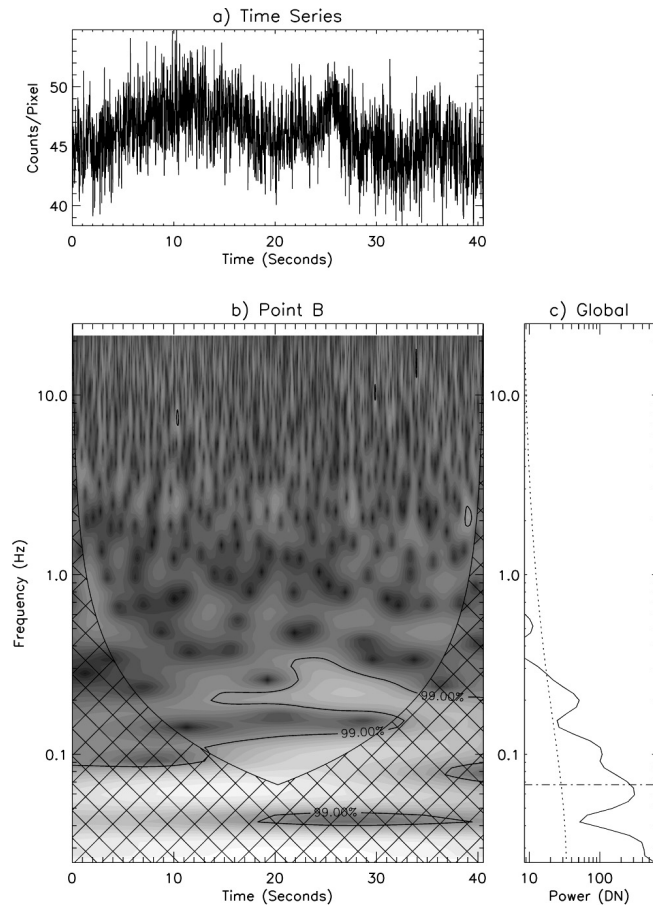 a) Time Series
50
45
40
Counts/Pixel
0 10 20 30 40
Time (Seconds)
b) Point B
10.0
1.0
0.1
Frequency (Hz)
99.00%
99.00%
99.00%
0 10 20 30 40
Time (Seconds)
c) Global
10.0
1.0
0.1
10 100
Power (DN)